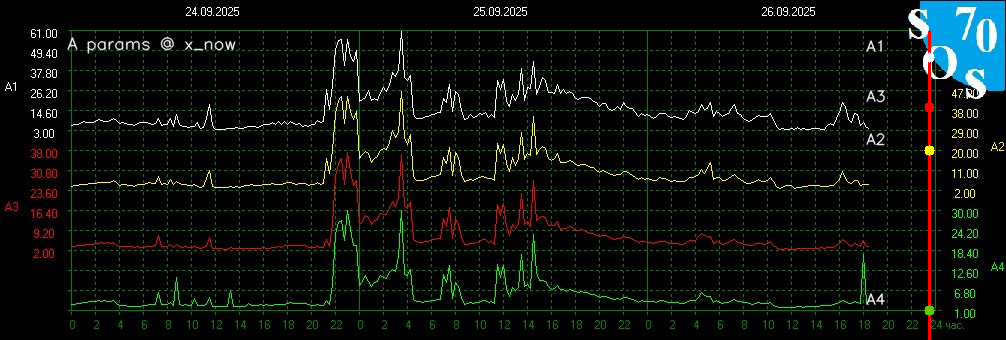 24.09.2025 25.09.2025 26.09.2025
SOS 70
A params @ x_now
A1
61.00
49.40
37.80
26.20
14.60
3.00
A3
38.00
30.80
23.60
16.40
9.20
2.00
A1
A3
A2
A4
47.00
38.00
29.00
20.00
11.00
2.00
A2
30.00
24.20
18.40
12.60
6.80
1.00
A4
0 2 4 6 8 10 12 14 16 18 20 22 0 2 4 6 8 10 12 14 16 18 20 22 0 2 4 6 8 10 12 14 16 18 20 22 24 час.